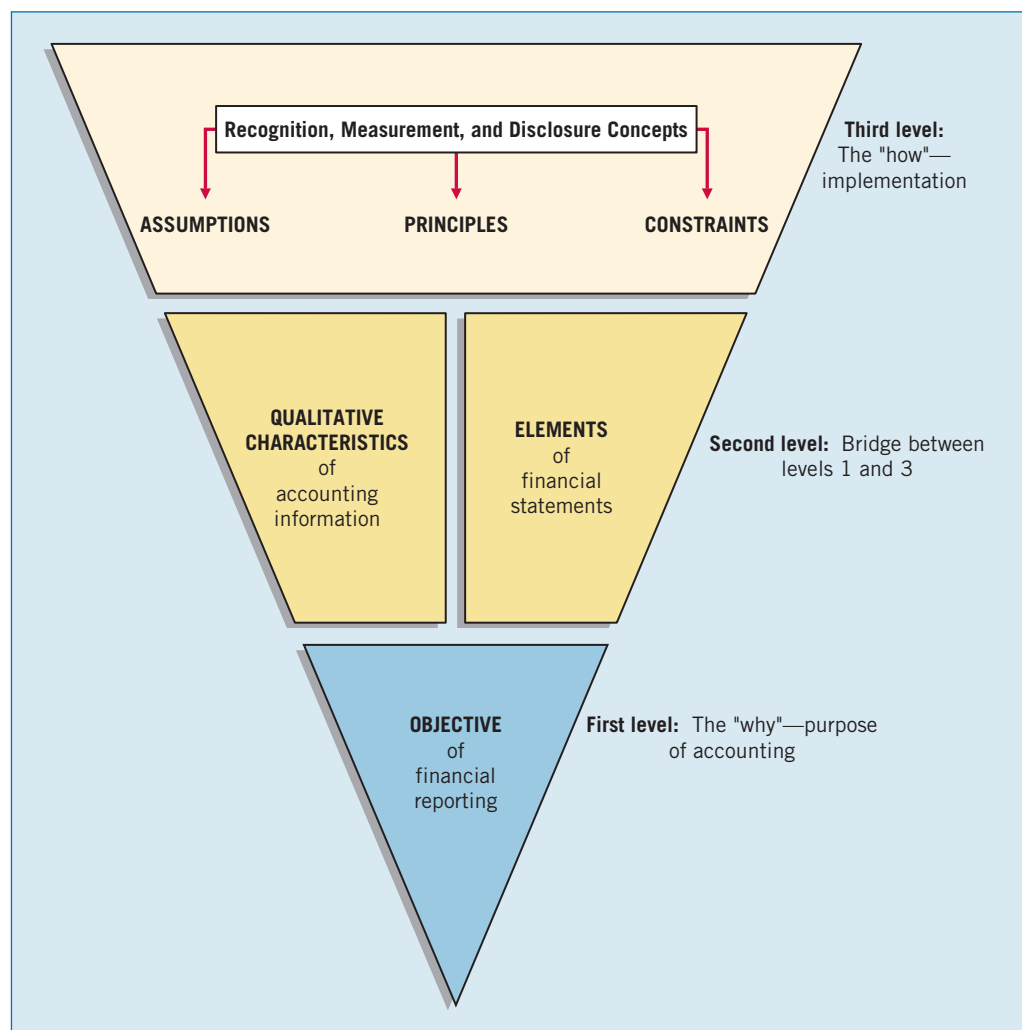 Recognition, Measurement, and Disclosure Concepts
ASSUMPTIONS
PRINCIPLES
CONSTRAINTS
Third level:
The "how"—
implementation
QUALITATIVE
CHARACTERISTICS
of
accounting
information
ELEMENTS
of
financial
statements
Second level: Bridge between
levels 1 and 3
OBJECTIVE
of
financial
reporting
First level: The "why"—purpose
of accounting